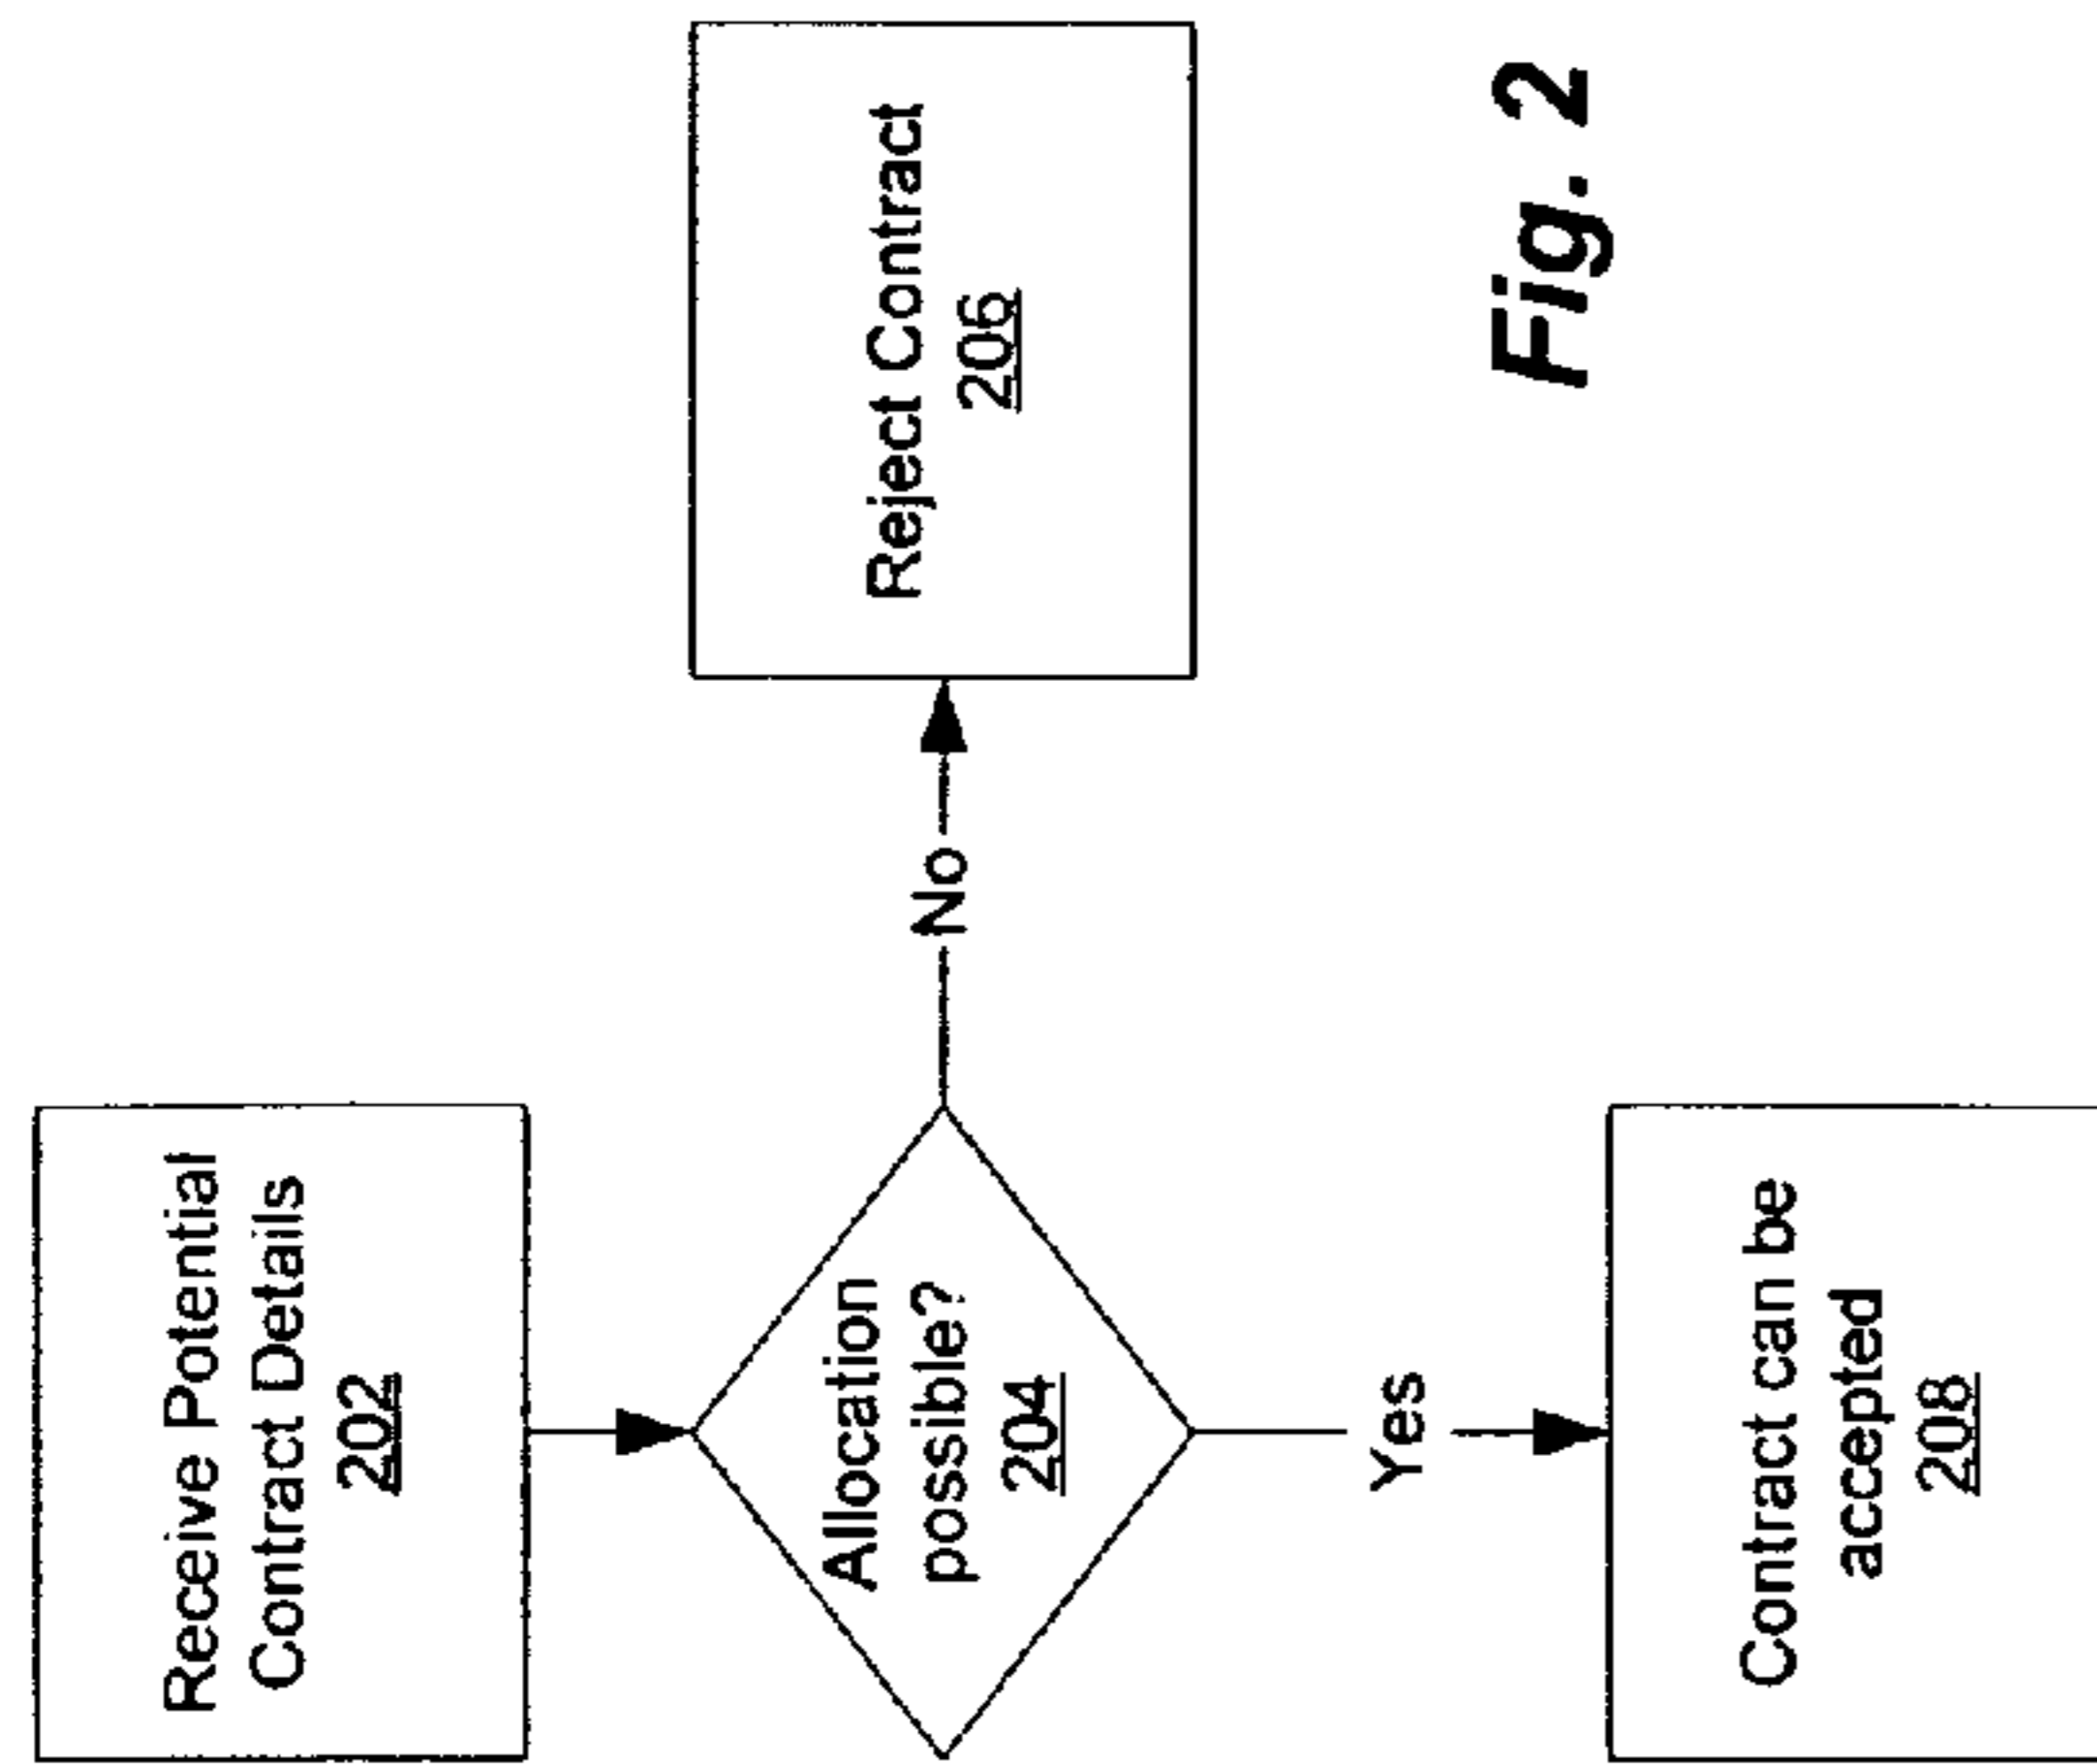 Receive Potential
Contract Details
202
Allocation
possible?
204
No
Reject Contract
206
Yes
Contract can be
accepted
208
Fig. 2